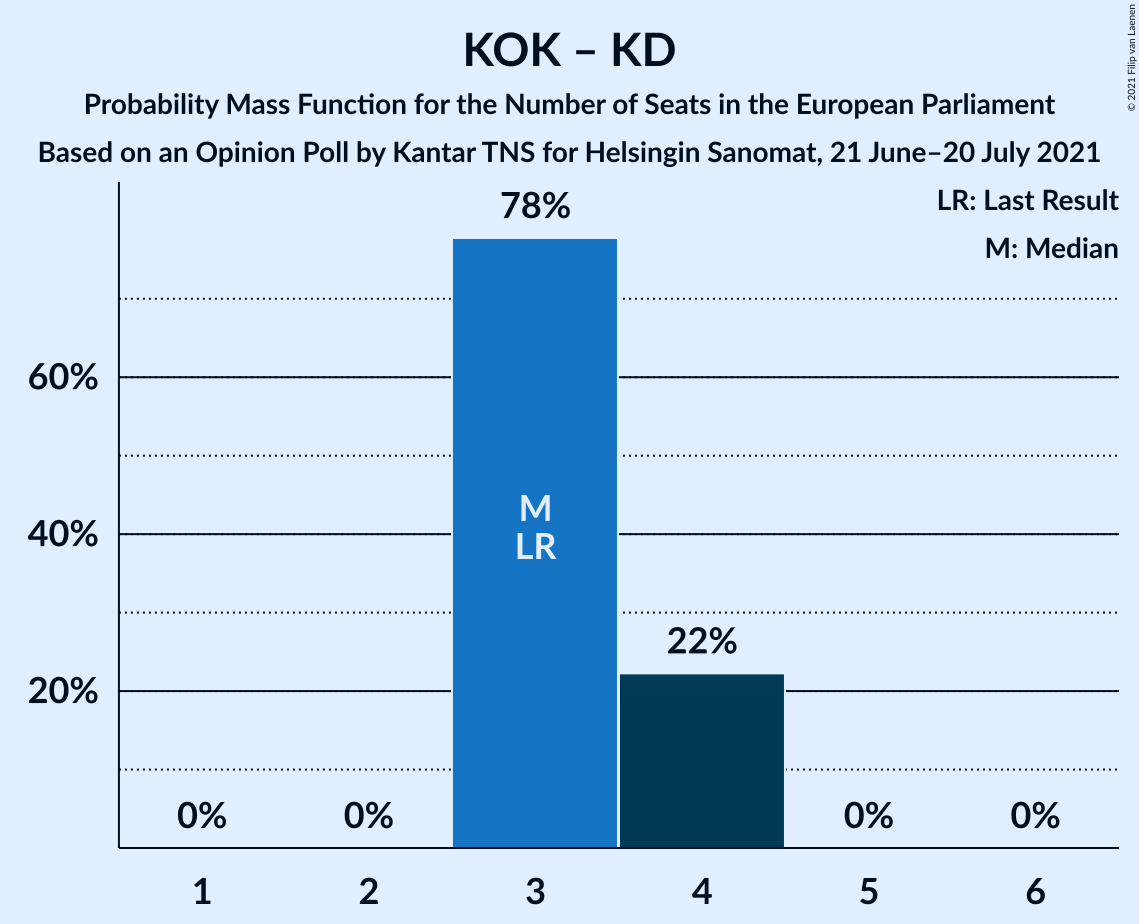 KOK – KD
Probability Mass Function for the Number of Seats in the European Parliament
Based on an Opinion Poll by Kantar TNS for Helsingin Sanomat, 21 June–20 July 2021
© 2021 Filip van Laenen
LR: Last Result
M: Median
78%
60%
M
40%
LR
22%
20%
0%
0%
0%
0%
1
2
3
4
5
6